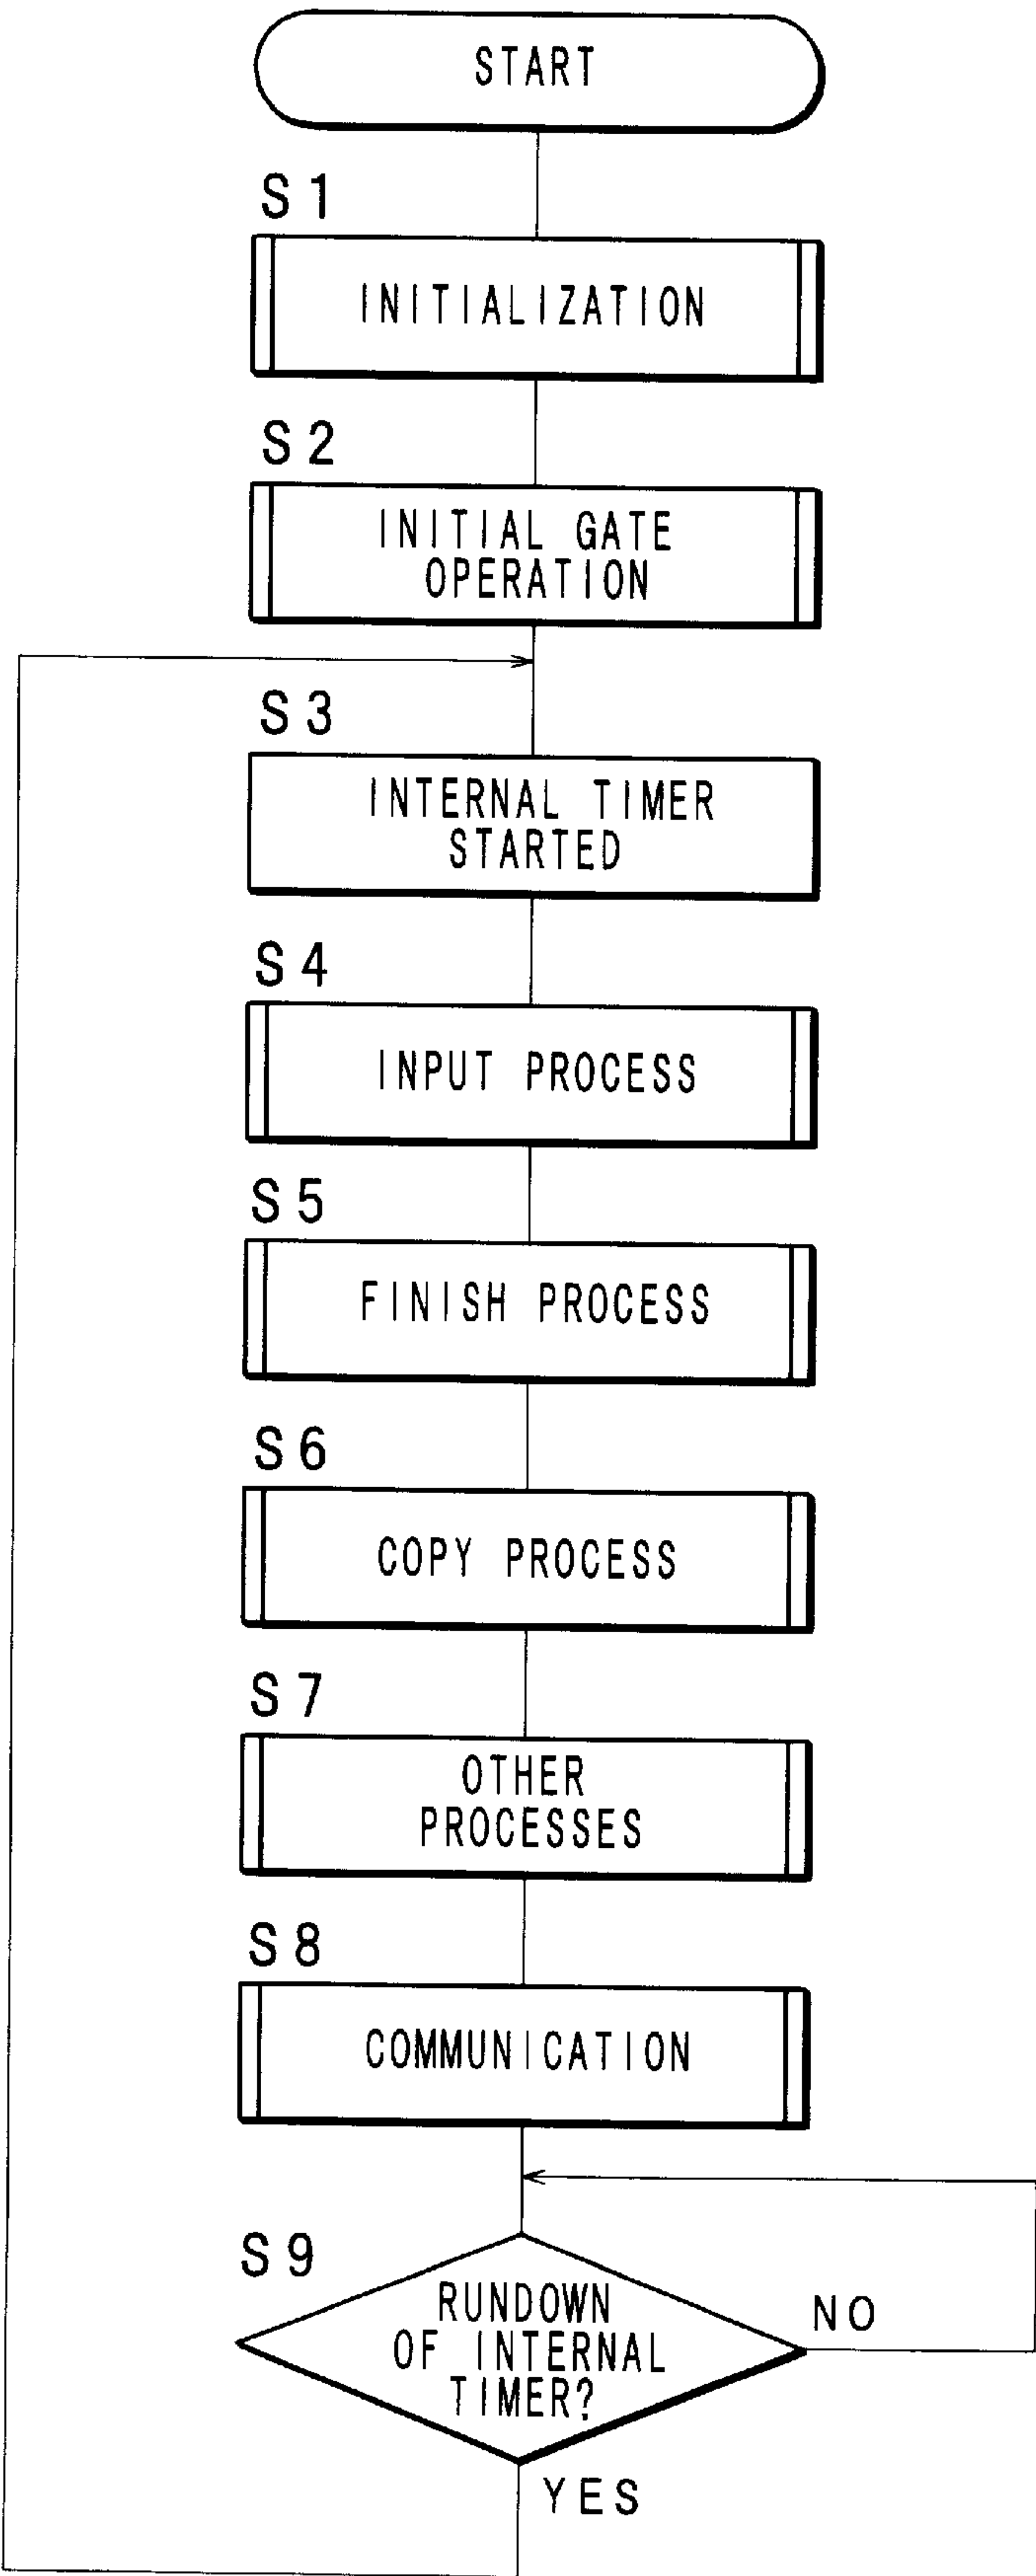 START
S1
INITIALIZATION
S2
INITIAL GATE
OPERATION
S3
INTERNAL TIMER
STARTED
S4
INPUT PROCESS
S5
FINISH PROCESS
S6
COPY PROCESS
S7
OTHER
PROCESSES
S8
COMMUNICATION
S9
RUNDOWN
OF INTERNAL
TIMER?
NO
YES